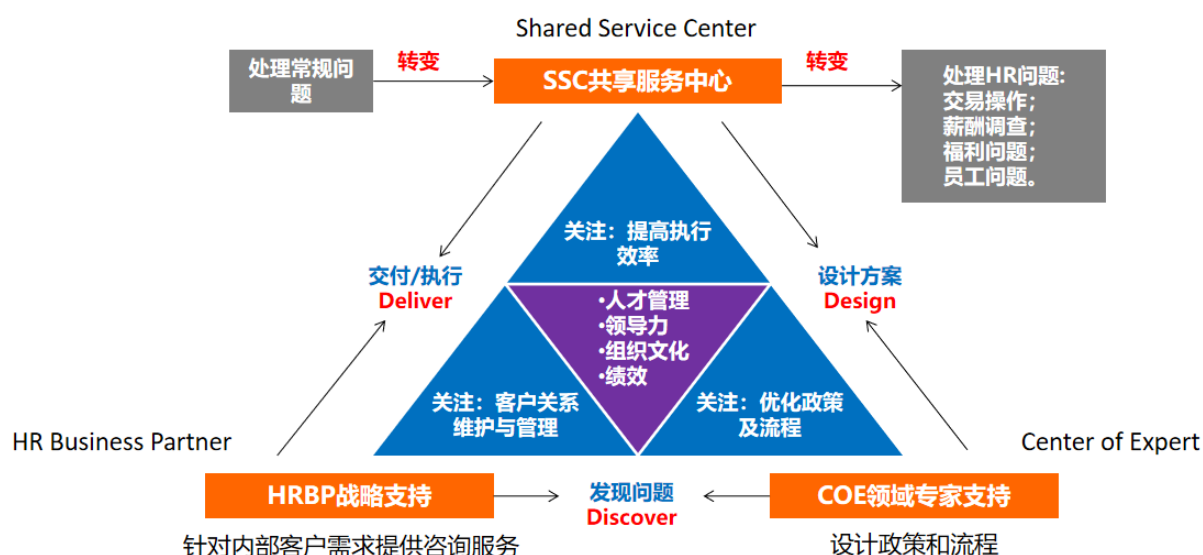 Shared Service Center
处理常规问
题
转变
SSC共享服务中心
转变
处理HR问题:
交易操作；
薪酬调查；
福利问题；
员工问题。
关注：提高执行
效率
交付/执行
Deliver
设计方案
Design
•人才管理
•领导力
•组织文化
•绩效
关注：客户关系
维护与管理
关注：优化政策
及流程
HR Business Partner
Center of Expert
HRBP战略支持
发现问题
Discover
COE领域专家支持
针对内部客户需求提供咨询服务
设计政策和流程